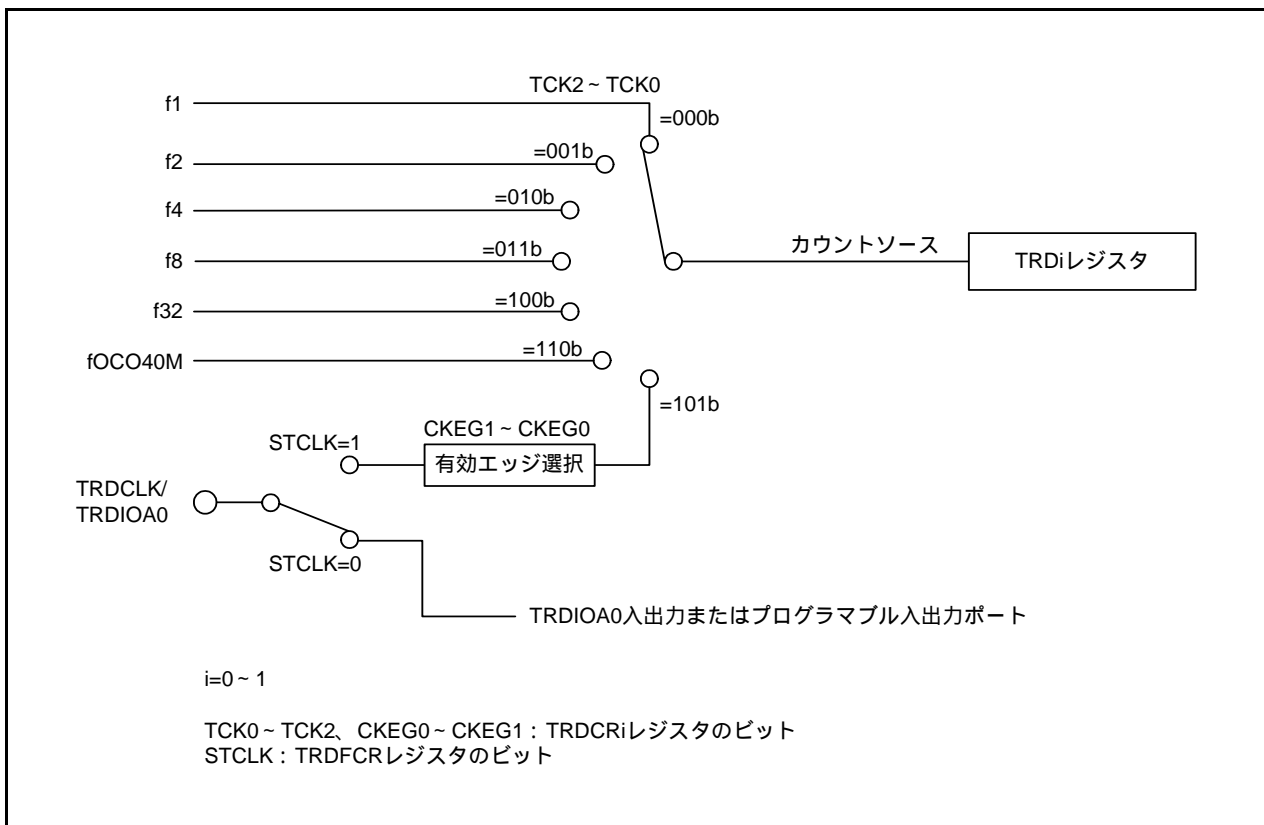 TCK2 ~ TCK0
f1
=000b
f2
=001b
f4
=010b
f8
=011b
カウントソース
TRDiレジスタ
f32
=100b
fOCO40M
=110b
=101b
CKEG1 ~ CKEG0
STCLK=1
有効エッジ選択
TRDCLK/
TRDIOA0
STCLK=0
TRDIOA0入出力またはプログラマブル入出力ポート
i=0 ~ 1
TCK0 ~ TCK2、CKEG0 ~ CKEG1 : TRDCRiレジスタのビット
STCLK : TRDFCRレジスタのビット